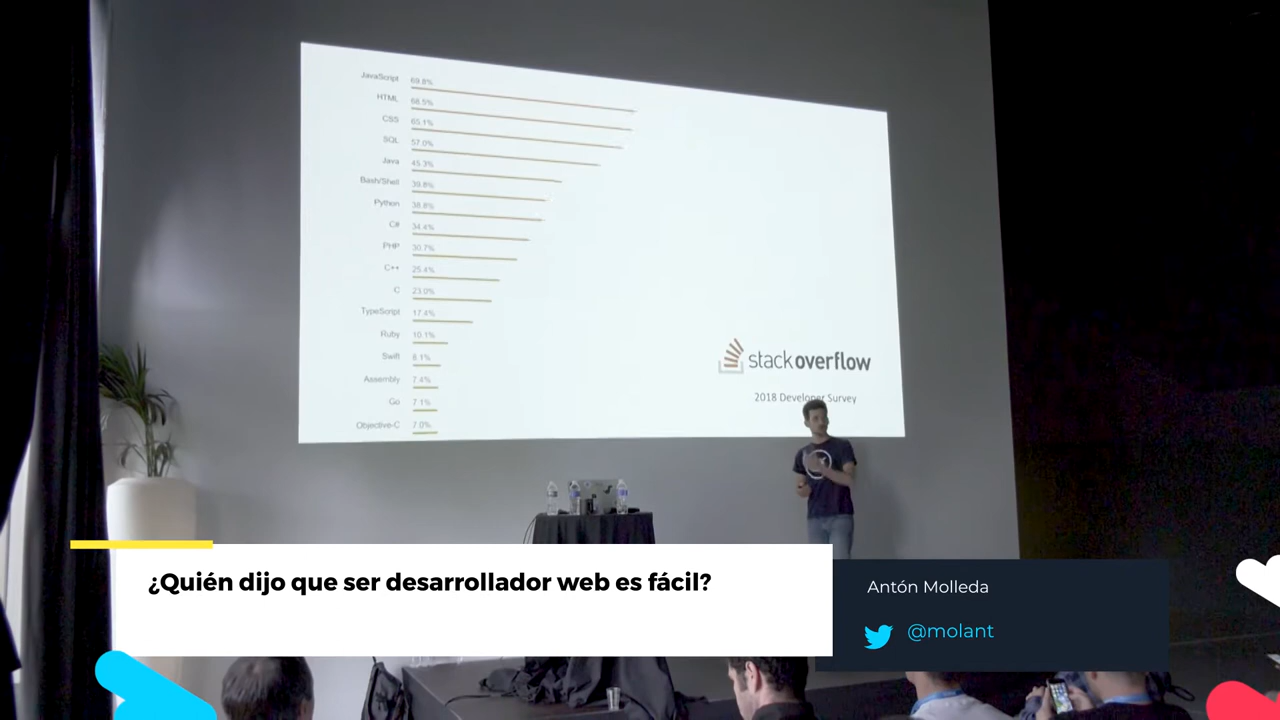 JavaScript 69.8%
HTML 68.5%
CSS 65.1%
SQL 57.0%
Java 45.3%
Bash/Shell 39.8%
Python 38.8%
C# 34.4%
PHP 30.7%
C++ 25.4%
C 23.0%
TypeScript 17.4%
Ruby 10.1%
Swift 8.1%
Assembly 7.4%
Go 7.1%
Objective-C 7.0%
stackoverflow
2018 Developer Survey
¿Quién dijo que ser desarrollador web es fácil?
Antón Molleda
@molant